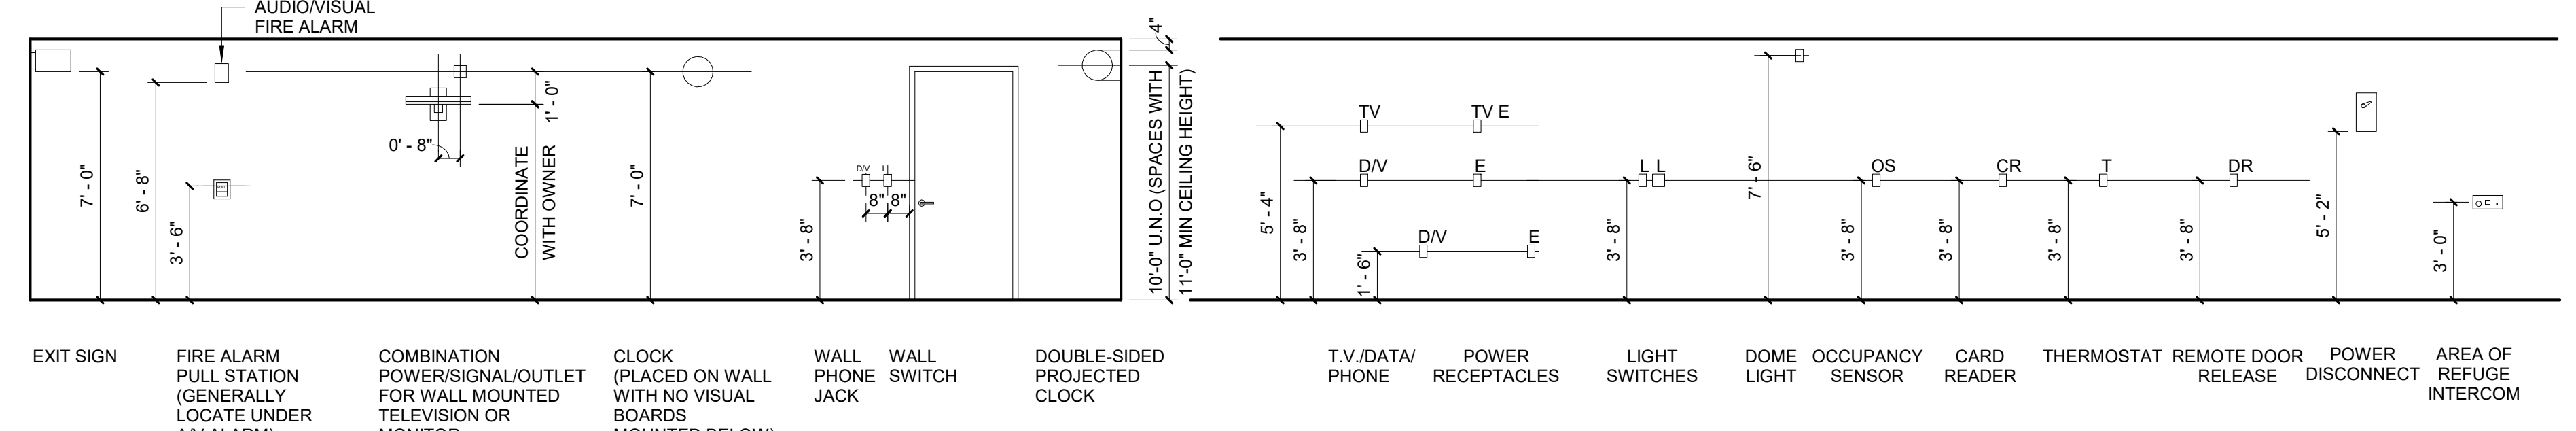 AUDIO/VISUAL
FIRE ALARM
7' - 0"
6' - 8"
3' - 6"
0' - 8"
1' - 0"
COORDINATE
WITH OWNER
7' - 0"
3' - 8"
D/V
L
8"
8"
4"
10'-0" U.N.O (SPACES WITH
11'-0" MIN CEILING HEIGHT)
5' - 4"
3' - 8"
1' - 6"
TV
TV E
D/V
E
D/V
E
3' - 8"
L L
7' - 6"
3' - 8"
OS
3' - 8"
CR
3' - 8"
T
3' - 8"
DR
5' - 2"
3' - 0"
EXIT SIGN
FIRE ALARM
PULL STATION
(GENERALLY
LOCATE UNDER
A/V ALARM)
COMBINATION
POWER/SIGNAL/OUTLET
FOR WALL MOUNTED
TELEVISION OR
MONITOR
CLOCK
(PLACED ON WALL
WITH NO VISUAL
BOARDS
MOUNTED BELOW)
WALL
PHONE
JACK
WALL
SWITCH
DOUBLE-SIDED
PROJECTED
CLOCK
T.V./DATA/
PHONE
POWER
RECEPTACLES
LIGHT
SWITCHES
DOME
LIGHT
OCCUPANCY
SENSOR
CARD
READER
THERMOSTAT
REMOTE DOOR
RELEASE
POWER
DISCONNECT
AREA OF
REFUGE
INTERCOM